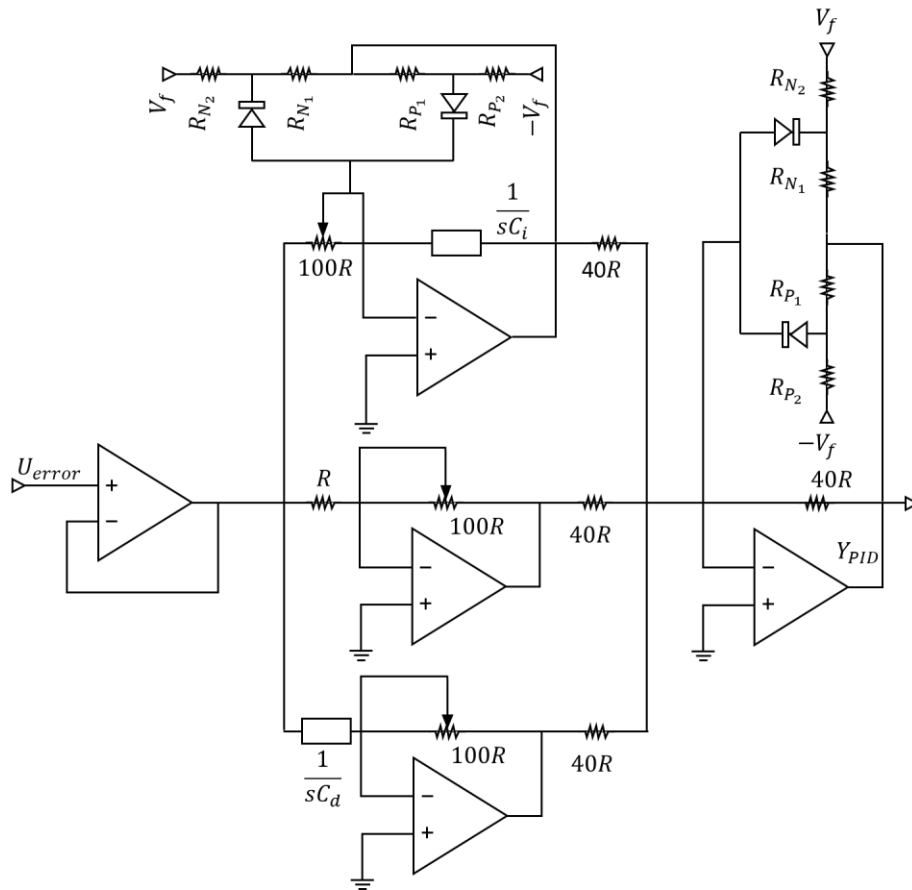 V_f
R_{N_2}
R_{N_1}
R_{P_1}
R_{P_2}
-V_f
V_f
R_{N_2}
R_{N_1}
R_{P_1}
R_{P_2}
-V_f
100R
1
sC_i
40R
-
+
U_{error}
+
-
R
100R
40R
-
+
40R
Y_{PID}
-
+
1
sC_d
100R
40R
-
+